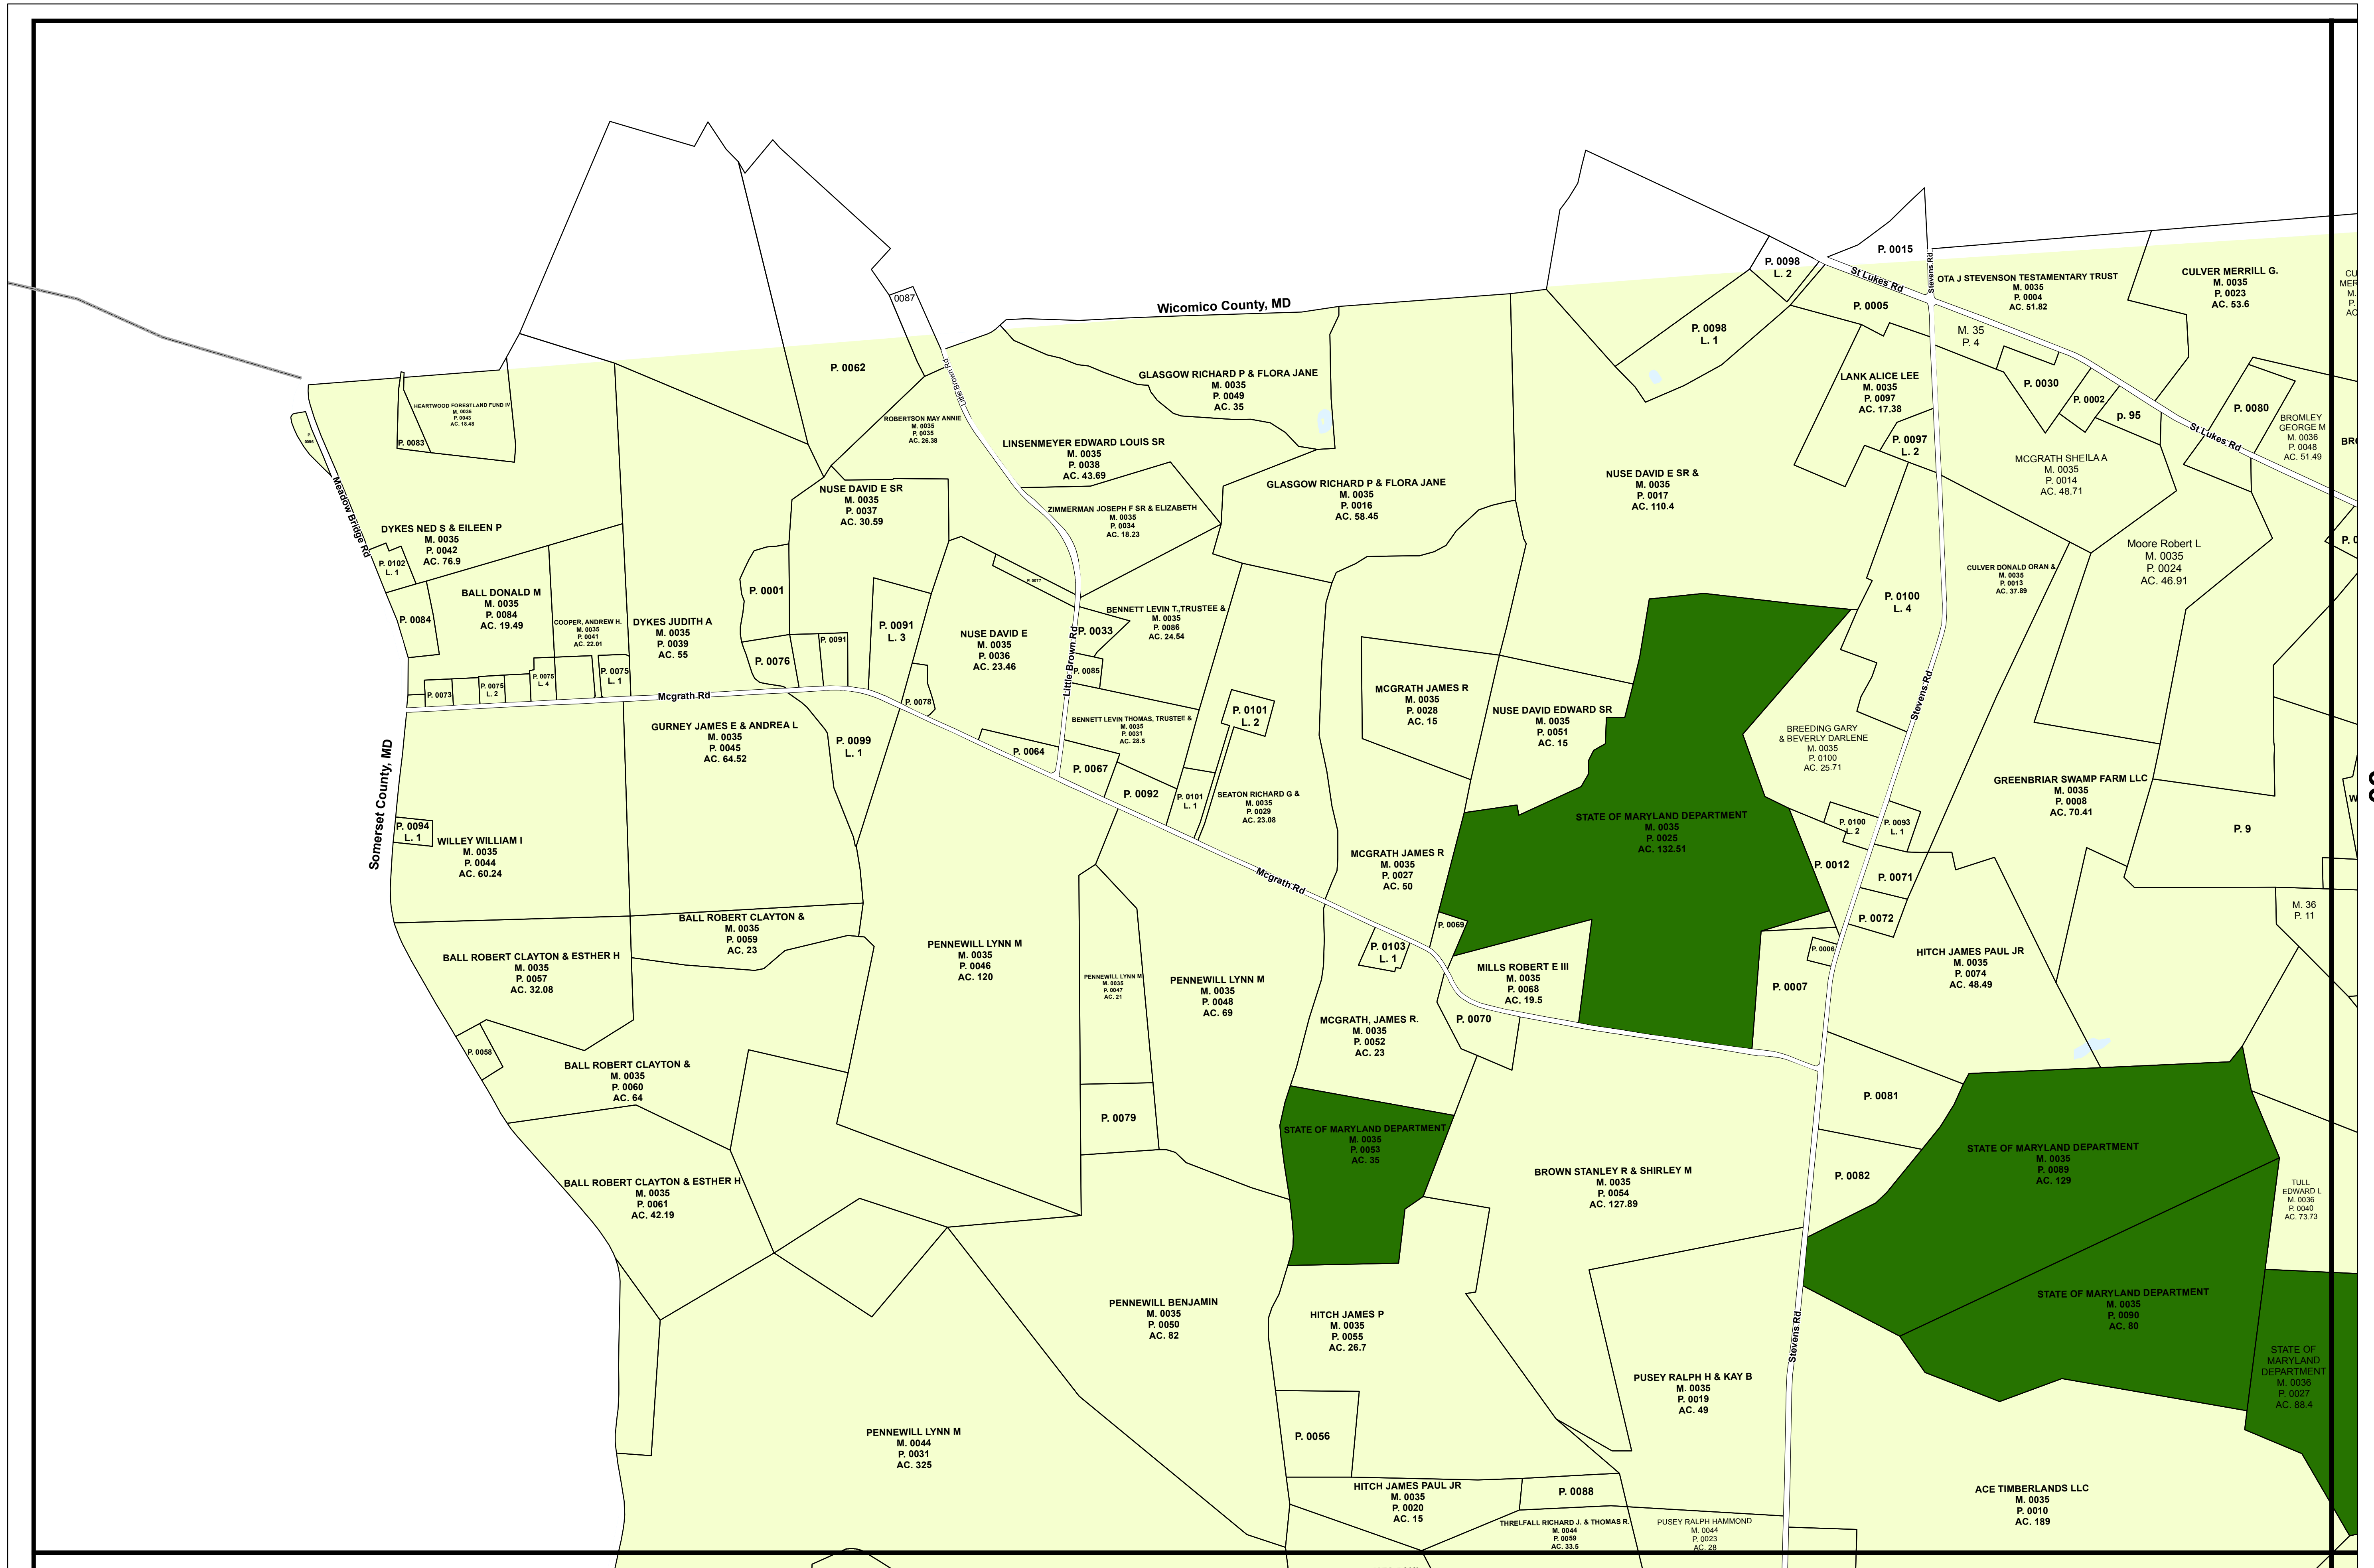 Wicomico County, MD
Somerset County, MD
P. 0015
P. 0098
L. 2
St Lukes Rd
Stevens Rd
OTA J STEVENSON TESTAMENTARY TRUST
M. 0035
P. 0004
AC. 51.82
CULVER MERRILL G.
M. 0035
P. 0023
AC. 53.6
CU
MER
M.
P.
AC
0087
P. 0005
P. 0098
L. 1
M. 35
P. 4
P. 0062
GLASGOW RICHARD P & FLORA JANE
M. 0035
P. 0049
AC. 35
Little Brown Rd
LANK ALICE LEE
M. 0035
P. 0097
AC. 17.38
P. 0030
P. 0002
p. 95
P. 0080
BROMLEY
GEORGE M
M. 0036
P. 0048
AC. 51.49
BRO
St Lukes Rd
HEARTWOOD FORESTLAND FUND IV
M. 0035
P. 0043
AC. 18.48
P. 0083
P.
0096
ROBERTSON MAY ANNIE
M. 0035
P. 0035
AC. 26.38
LINSENMEYER EDWARD LOUIS SR
M. 0035
P. 0038
AC. 43.69
P. 0097
L. 2
MCGRATH SHEILA A
M. 0035
P. 0014
AC. 48.71
NUSE DAVID E SR &
M. 0035
P. 0017
AC. 110.4
GLASGOW RICHARD P & FLORA JANE
M. 0035
P. 0016
AC. 58.45
NUSE DAVID E SR
M. 0035
P. 0037
AC. 30.59
ZIMMERMAN JOSEPH F SR & ELIZABETH
M. 0035
P. 0034
AC. 18.23
Meadow Bridge Rd
DYKES NED S & EILEEN P
M. 0035
P. 0042
AC. 76.9
P. 0102
L. 1
Moore Robert L
M. 0035
P. 0024
AC. 46.91
P. 0
CULVER DONALD ORAN &
M. 0035
P. 0013
AC. 37.89
P. 0077
P. 0001
BALL DONALD M
M. 0035
P. 0084
AC. 19.49
P. 0084
COOPER, ANDREW H.
M. 0035
P. 0041
AC. 22.01
DYKES JUDITH A
M. 0035
P. 0039
AC. 55
P. 0091
L. 3
P. 0091
NUSE DAVID E
M. 0035
P. 0036
AC. 23.46
P. 0033
BENNETT LEVIN T.,TRUSTEE &
M. 0035
P. 0086
AC. 24.54
P. 0100
L. 4
P. 0076
P. 0085
Little Brown Rd
P. 0075
L. 1
P. 0075
L. 4
P. 0075
L. 2
P. 0073
Mcgrath Rd
P. 0078
MCGRATH JAMES R
M. 0035
P. 0028
AC. 15
NUSE DAVID EDWARD SR
M. 0035
P. 0051
AC. 15
Stevens Rd
P. 0101
L. 2
BENNETT LEVIN THOMAS, TRUSTEE &
M. 0035
P. 0031
AC. 28.5
GURNEY JAMES E & ANDREA L
M. 0035
P. 0045
AC. 64.52
P. 0099
L. 1
P. 0064
P. 0067
P. 0092
P. 0101
L. 1
SEATON RICHARD G &
M. 0035
P. 0029
AC. 23.08
BREEDING GARY
& BEVERLY DARLENE
M. 0035
P. 0100
AC. 25.71
GREENBRIAR SWAMP FARM LLC
M. 0035
P. 0008
AC. 70.41
W
P. 9
STATE OF MARYLAND DEPARTMENT
M. 0035
P. 0025
AC. 132.51
P. 0100
L. 2
P. 0093
L. 1
P. 0094
L. 1
WILLEY WILLIAM I
M. 0035
P. 0044
AC. 60.24
MCGRATH JAMES R
M. 0035
P. 0027
AC. 50
Mcgrath Rd
P. 0012
P. 0071
P. 0072
M. 36
P. 11
BALL ROBERT CLAYTON &
M. 0035
P. 0059
AC. 23
P. 0069
P. 0103
L. 1
P. 0006
BALL ROBERT CLAYTON & ESTHER H
M. 0035
P. 0057
AC. 32.08
PENNEWILL LYNN M
M. 0035
P. 0046
AC. 120
PENNEWILL LYNN M
M. 0035
P. 0047
AC. 21
PENNEWILL LYNN M
M. 0035
P. 0048
AC. 69
MILLS ROBERT E III
M. 0035
P. 0068
AC. 19.5
HITCH JAMES PAUL JR
M. 0035
P. 0074
AC. 48.49
P. 0007
P. 0070
MCGRATH, JAMES R.
M. 0035
P. 0052
AC. 23
P. 0058
BALL ROBERT CLAYTON &
M. 0035
P. 0060
AC. 64
P. 0081
P. 0079
STATE OF MARYLAND DEPARTMENT
M. 0035
P. 0053
AC. 35
STATE OF MARYLAND DEPARTMENT
M. 0035
P. 0089
AC. 129
P. 0082
BROWN STANLEY R & SHIRLEY M
M. 0035
P. 0054
AC. 127.89
BALL ROBERT CLAYTON & ESTHER H
M. 0035
P. 0061
AC. 42.19
TULL
EDWARD L
M. 0036
P. 0040
AC. 73.73
STATE OF MARYLAND DEPARTMENT
M. 0035
P. 0090
AC. 80
PENNEWILL BENJAMIN
M. 0035
P. 0050
AC. 82
HITCH JAMES P
M. 0035
P. 0055
AC. 26.7
Stevens Rd
STATE OF
MARYLAND
DEPARTMENT
M. 0036
P. 0027
AC. 88.4
PUSEY RALPH H & KAY B
M. 0035
P. 0019
AC. 49
P. 0056
PENNEWILL LYNN M
M. 0044
P. 0031
AC. 325
HITCH JAMES PAUL JR
M. 0035
P. 0020
AC. 15
P. 0088
ACE TIMBERLANDS LLC
M. 0035
P. 0010
AC. 189
THRELFALL RICHARD J. & THOMAS R.
M. 0044
P. 0059
AC. 33.5
PUSEY RALPH HAMMOND
M. 0044
P. 0023
AC. 28